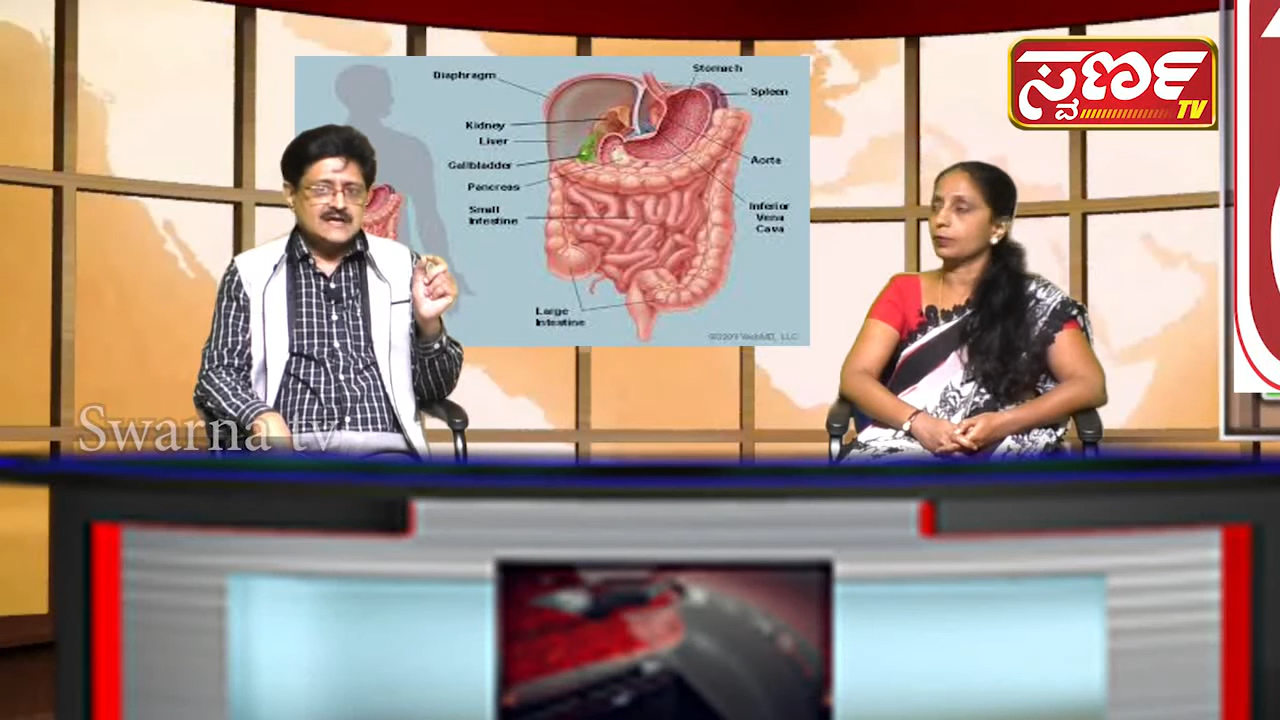 Diaphragm
Kidney
Liver
Gallbladder
Pancreas
Small
Intestine
Large
Intestine
Stomach
Spleen
Aorta
Inferior
Vena
Cava
ಸ್ವರ್ಣ
TV
Swarna tv